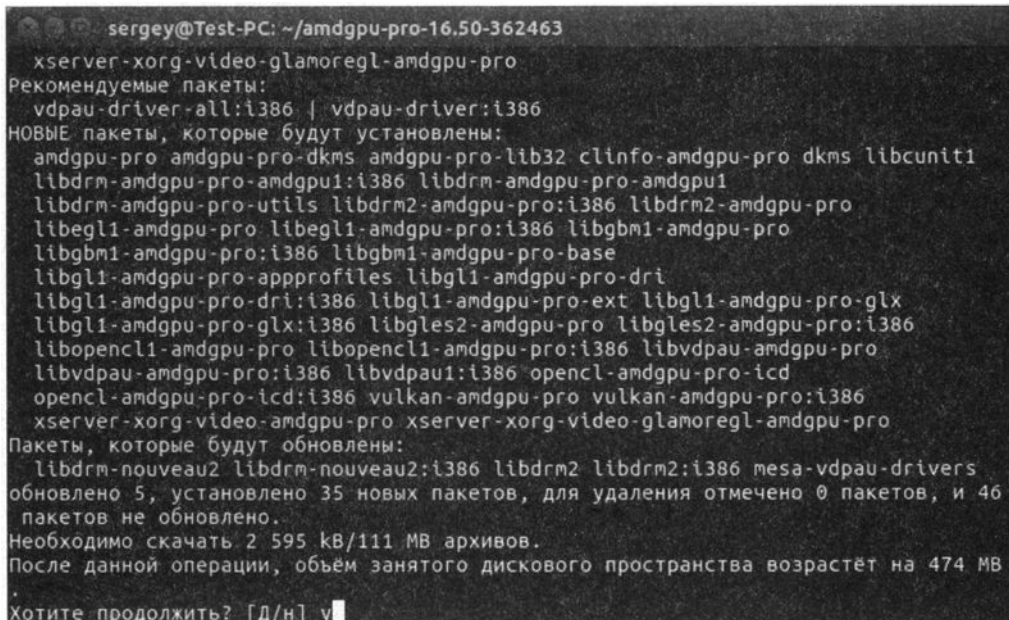 sergey@Test-PC: ~/amdgpu-pro-16.50-362463
xserver-xorg-video-glamoregl-amdgpu-pro
Рекомендуемые пакеты:
vdpau-driver-all:i386 | vdpau-driver:i386
НОВЫЕ пакеты, которые будут установлены:
amdgpu-pro amdgpu-pro-dkms amdgpu-pro-lib32 clinfo-amdgpu-pro dkms libcunit1
libdrm-amdgpu-pro-amdgpu1:i386 libdrm-amdgpu-pro-amdgpu1
libdrm-amdgpu-pro-utils libdrm2-amdgpu-pro:i386 libdrm2-amdgpu-pro
libegl1-amdgpu-pro libegl1-amdgpu-pro:i386 libgbm1-amdgpu-pro
libgbm1-amdgpu-pro:i386 libgbm1-amdgpu-pro-base
libgl1-amdgpu-pro-appprofiles libgl1-amdgpu-pro-dri
libgl1-amdgpu-pro-dri:i386 libgl1-amdgpu-pro-ext libgl1-amdgpu-pro-glx
libgl1-amdgpu-pro-glx:i386 libgles2-amdgpu-pro libgles2-amdgpu-pro:i386
libopencl1-amdgpu-pro libopencl1-amdgpu-pro:i386 libvdpau-amdgpu-pro
libvdpau-amdgpu-pro:i386 libvdpau1:i386 opencl-amdgpu-pro-icd
opencl-amdgpu-pro-icd:i386 vulkan-amdgpu-pro vulkan-amdgpu-pro:i386
xserver-xorg-video-amdgpu-pro xserver-xorg-video-glamoregl-amdgpu-pro
Пакеты, которые будут обновлены:
libdrm-nouveau2 libdrm-nouveau2:i386 libdrm2 libdrm2:i386 mesa-vdpau-drivers
обновлено 5, установлено 35 новых пакетов, для удаления отмечено 0 пакетов, и 46
пакетов не обновлено.
Необходимо скачать 2 595 kB/111 MB архивов.
После данной операции, объём занятого дискового пространства возрастёт на 474 MB
.
Хотите продолжить? [Д/н] y